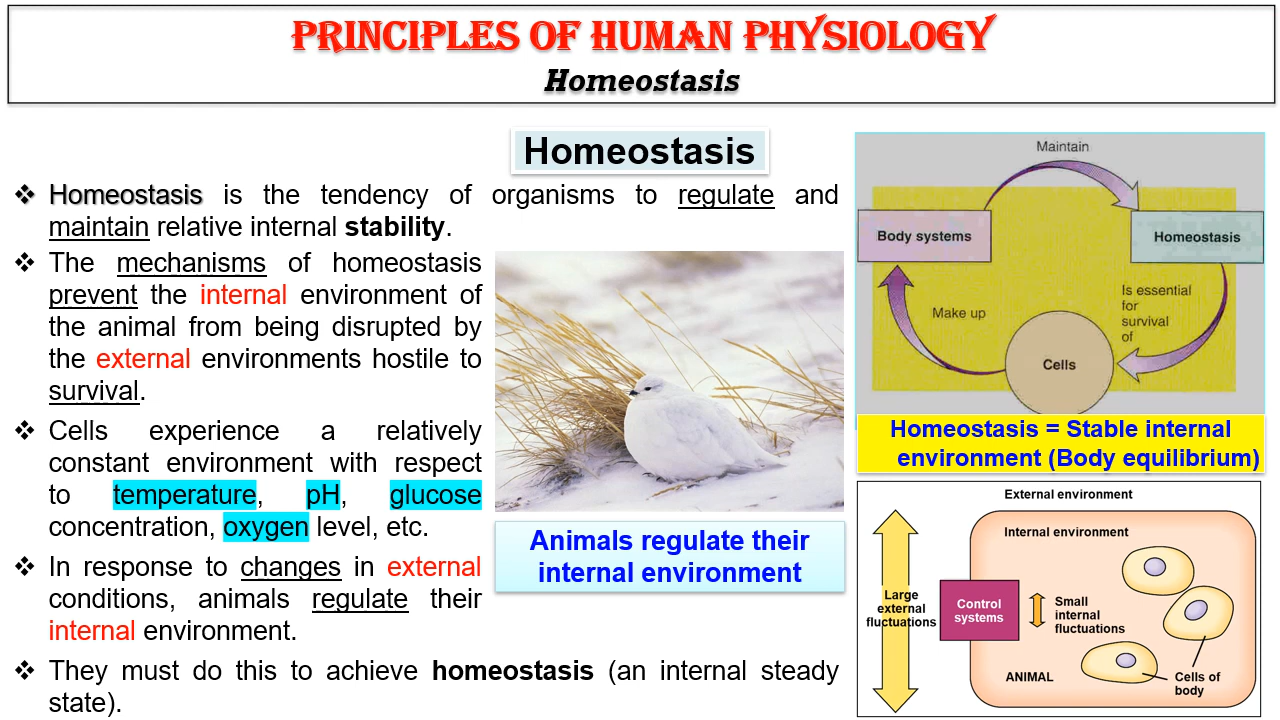 PRINCIPLES OF HUMAN PHYSIOLOGY
Homeostasis
Homeostasis
❖ Homeostasis is the tendency of organisms to regulate and
maintain relative internal stability.
❖ The mechanisms of homeostasis
prevent the internal environment of
the animal from being disrupted by
the external environments hostile to
survival.
❖ Cells experience a relatively
constant environment with respect
to temperature, pH, glucose
concentration, oxygen level, etc.
❖ In response to changes in external
conditions, animals regulate their
internal environment.
❖ They must do this to achieve homeostasis (an internal steady
state).
Animals regulate their
internal environment
Maintain
Body systems
Homeostasis
Is essential
for
survival
of
Make up
Cells
Homeostasis = Stable internal
environment (Body equilibrium)
External environment
Internal environment
Large
external
fluctuations
Control
systems
Small
internal
fluctuations
ANIMAL
Cells of
body